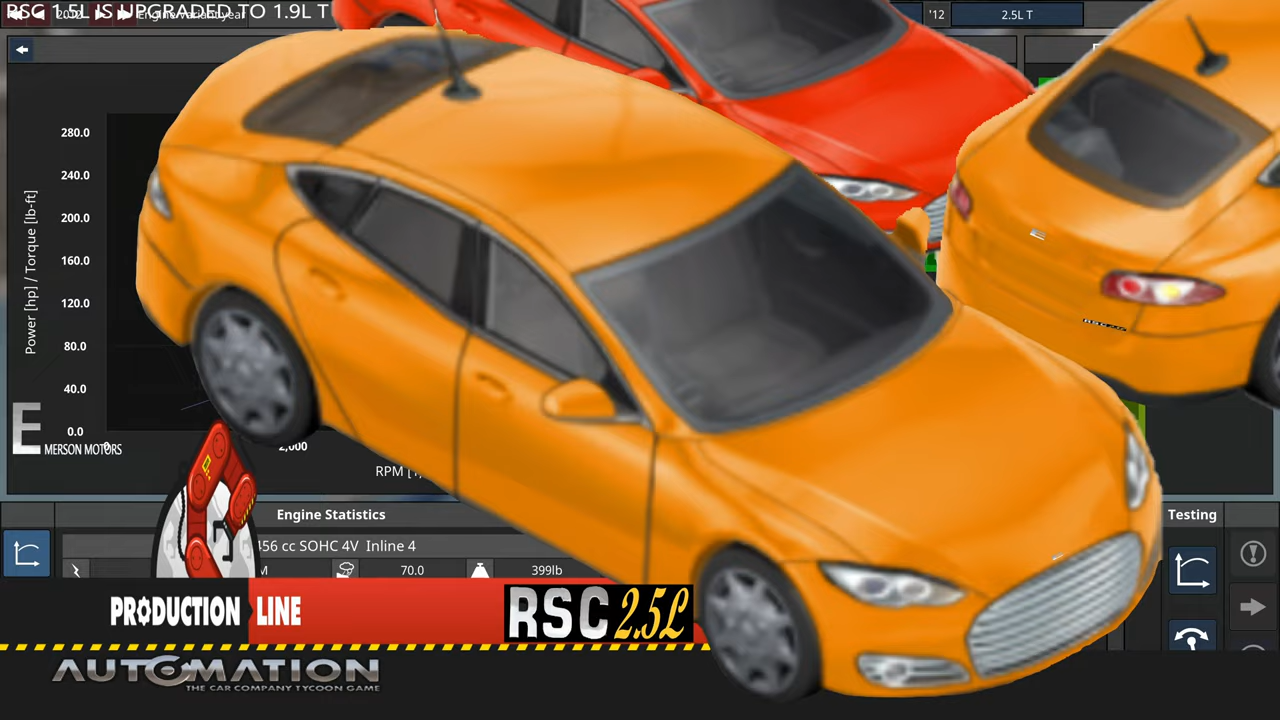 RSC 1.5L IS UPGRADED TO 1.9L T
2012
'12
2.5L T
280.0
240.0
200.0
160.0
120.0
80.0
40.0
0.0
Power [hp] / Torque [lb-ft]
2,000
RPM [
EMERSON MOTORS
Engine Statistics
456 cc SOHC 4V Inline 4
70.0
399lb
Testing
PRODUCTION LINE
RSC 2.5L
AUTOMATION
THE CAR COMPANY TYCOON GAME